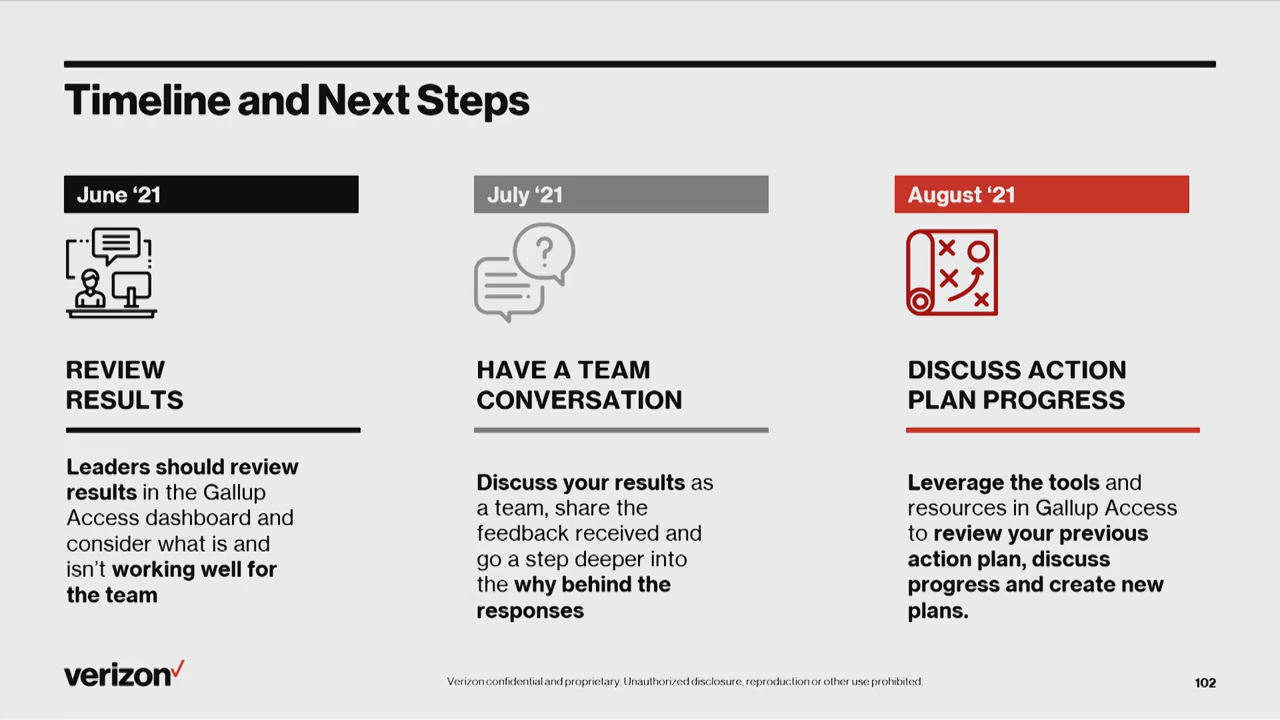 Timeline and Next Steps
June ‘21
REVIEW
RESULTS
Leaders should review
results in the Gallup
Access dashboard and
consider what is and
isn’t working well for
the team
July ‘21
?
HAVE A TEAM
CONVERSATION
Discuss your results as
a team, share the
feedback received and
go a step deeper into
the why behind the
responses
August ‘21
DISCUSS ACTION
PLAN PROGRESS
Leverage the tools and
resources in Gallup Access
to review your previous
action plan, discuss
progress and create new
plans.
verizon
Verizon confidential and proprietary. Unauthorized disclosure, reproduction or other use prohibited.
102